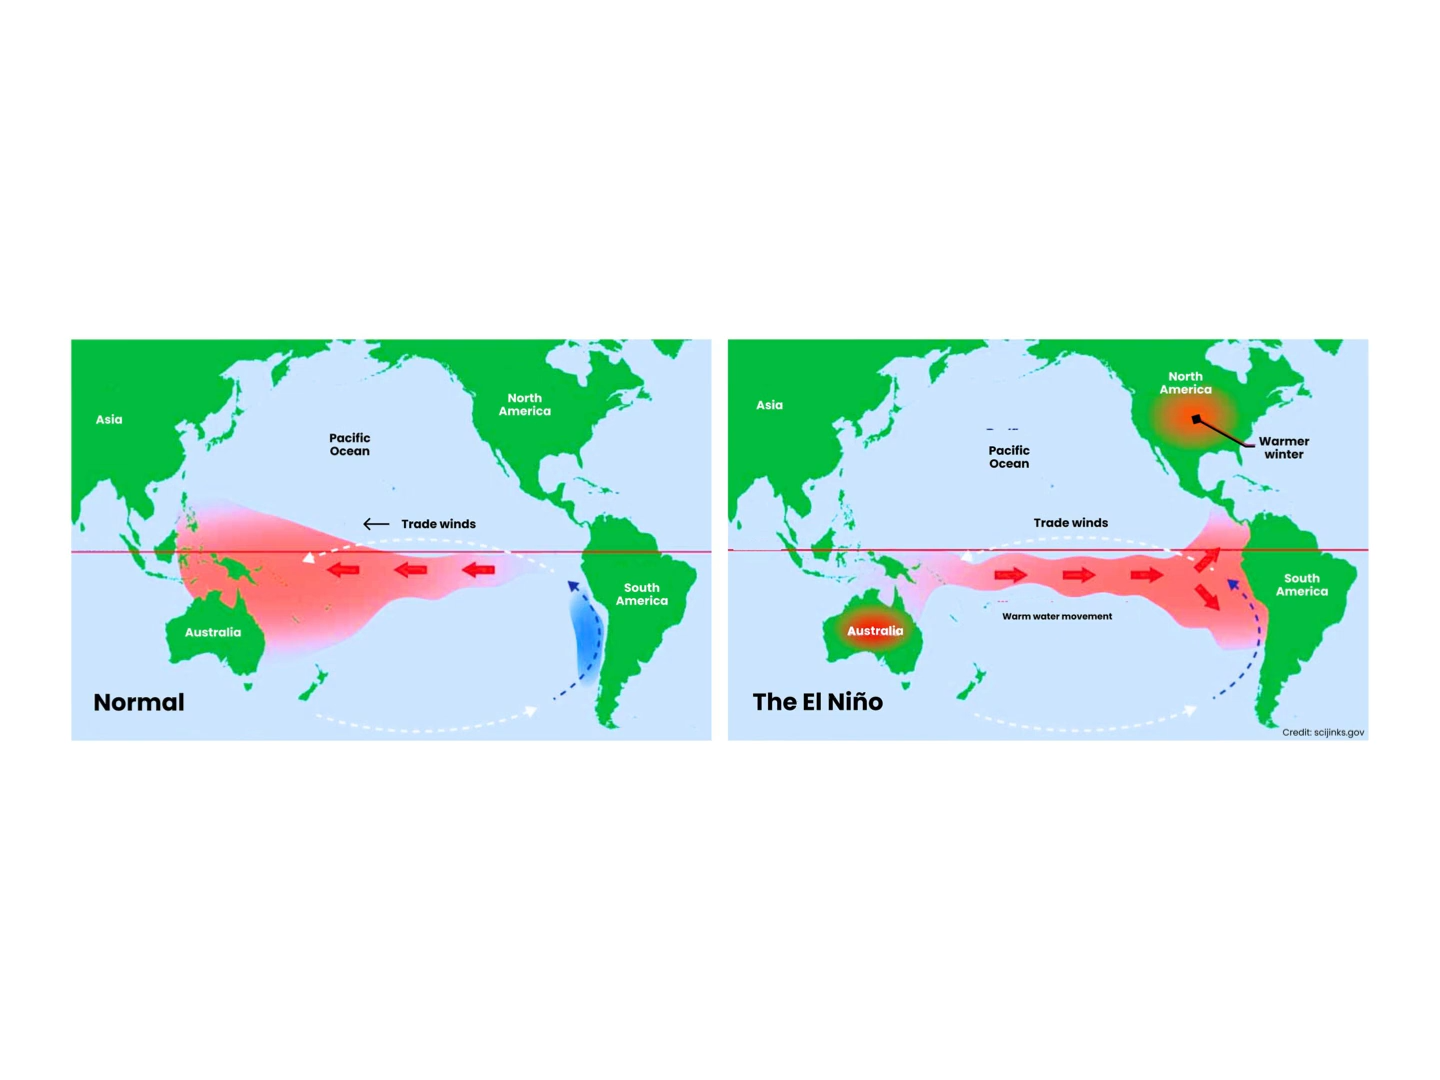 Asia
North
America
Pacific
Ocean
Trade winds
South
America
Australia
Normal
North
America
Asia
Warmer
winter
Pacific
Ocean
Trade winds
South
America
Warm water movement
Australia
The El Niño
Credit: scijinks.gov